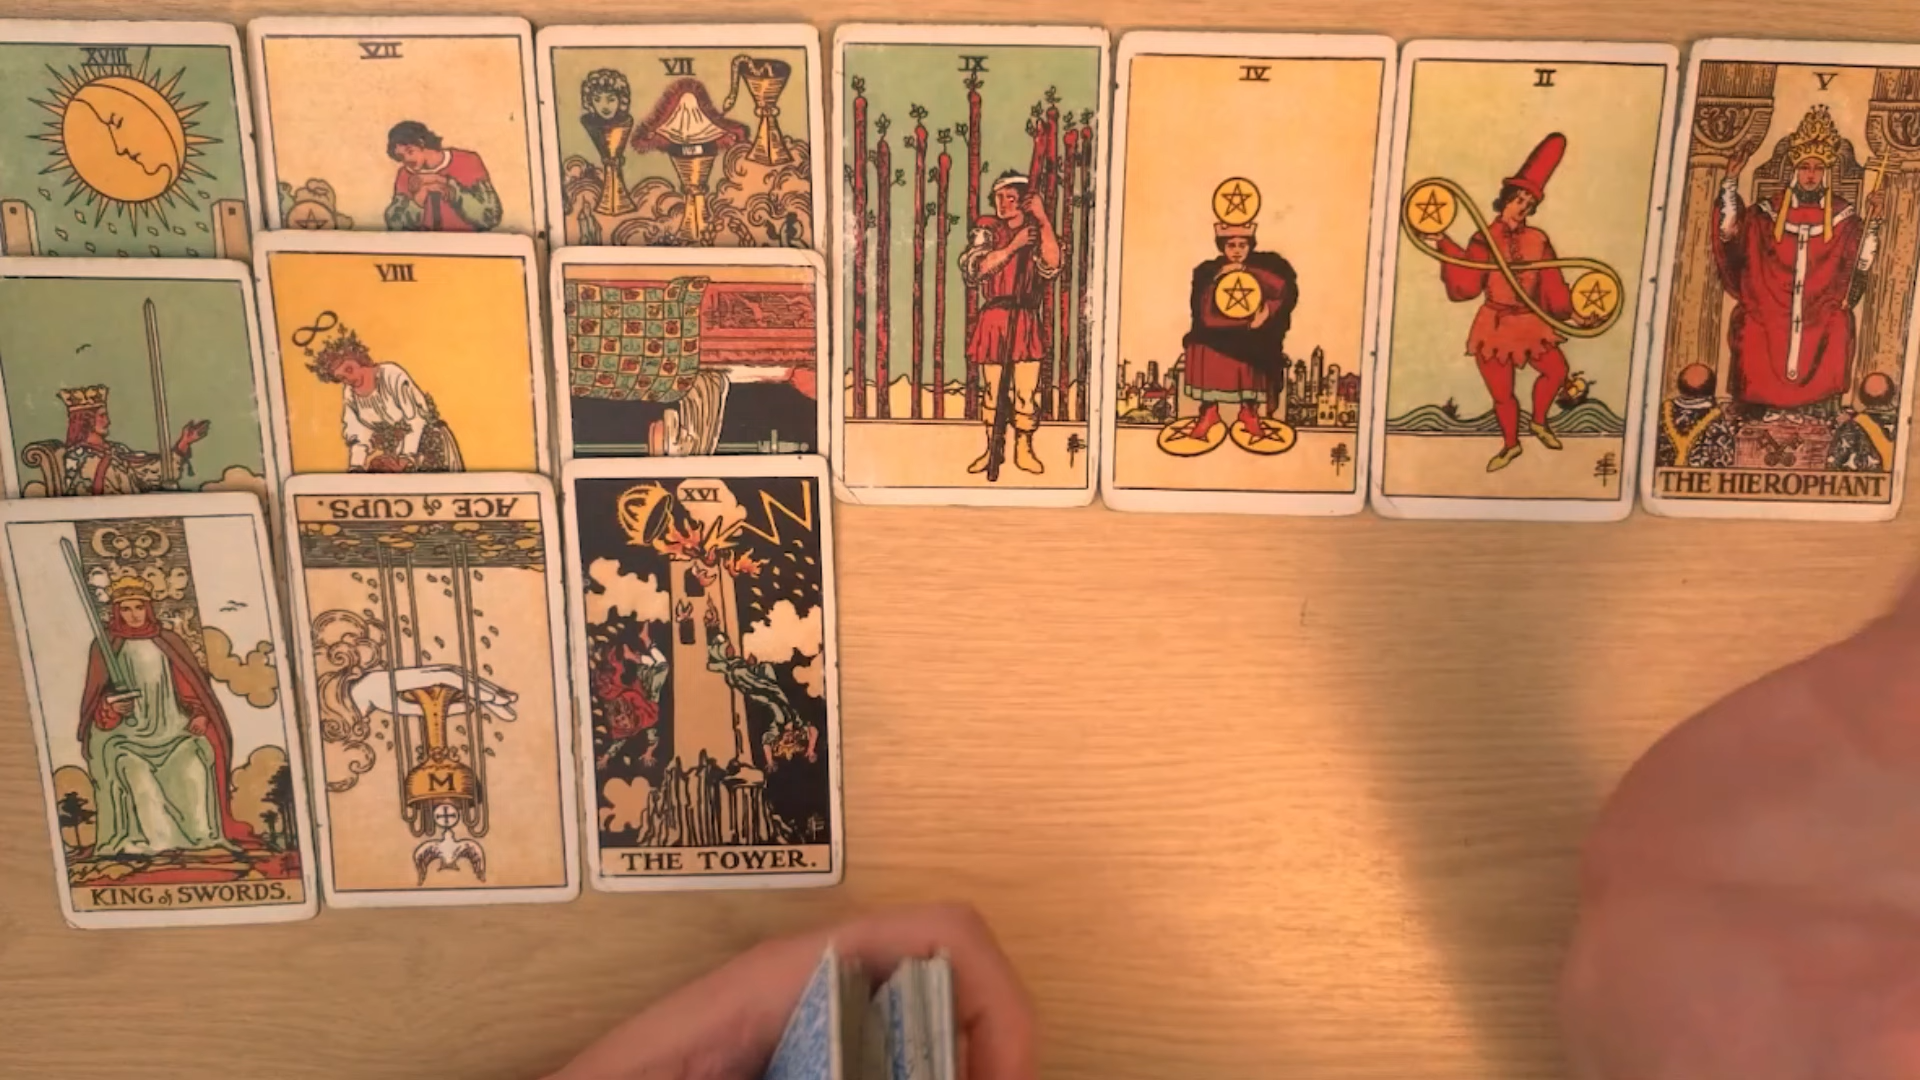 XVIII
VII
VII
IX
IV
II
V
THE HIEROPHANT
VIII
ACE of CUPS.
XVI
M
THE TOWER.
KING of SWORDS.